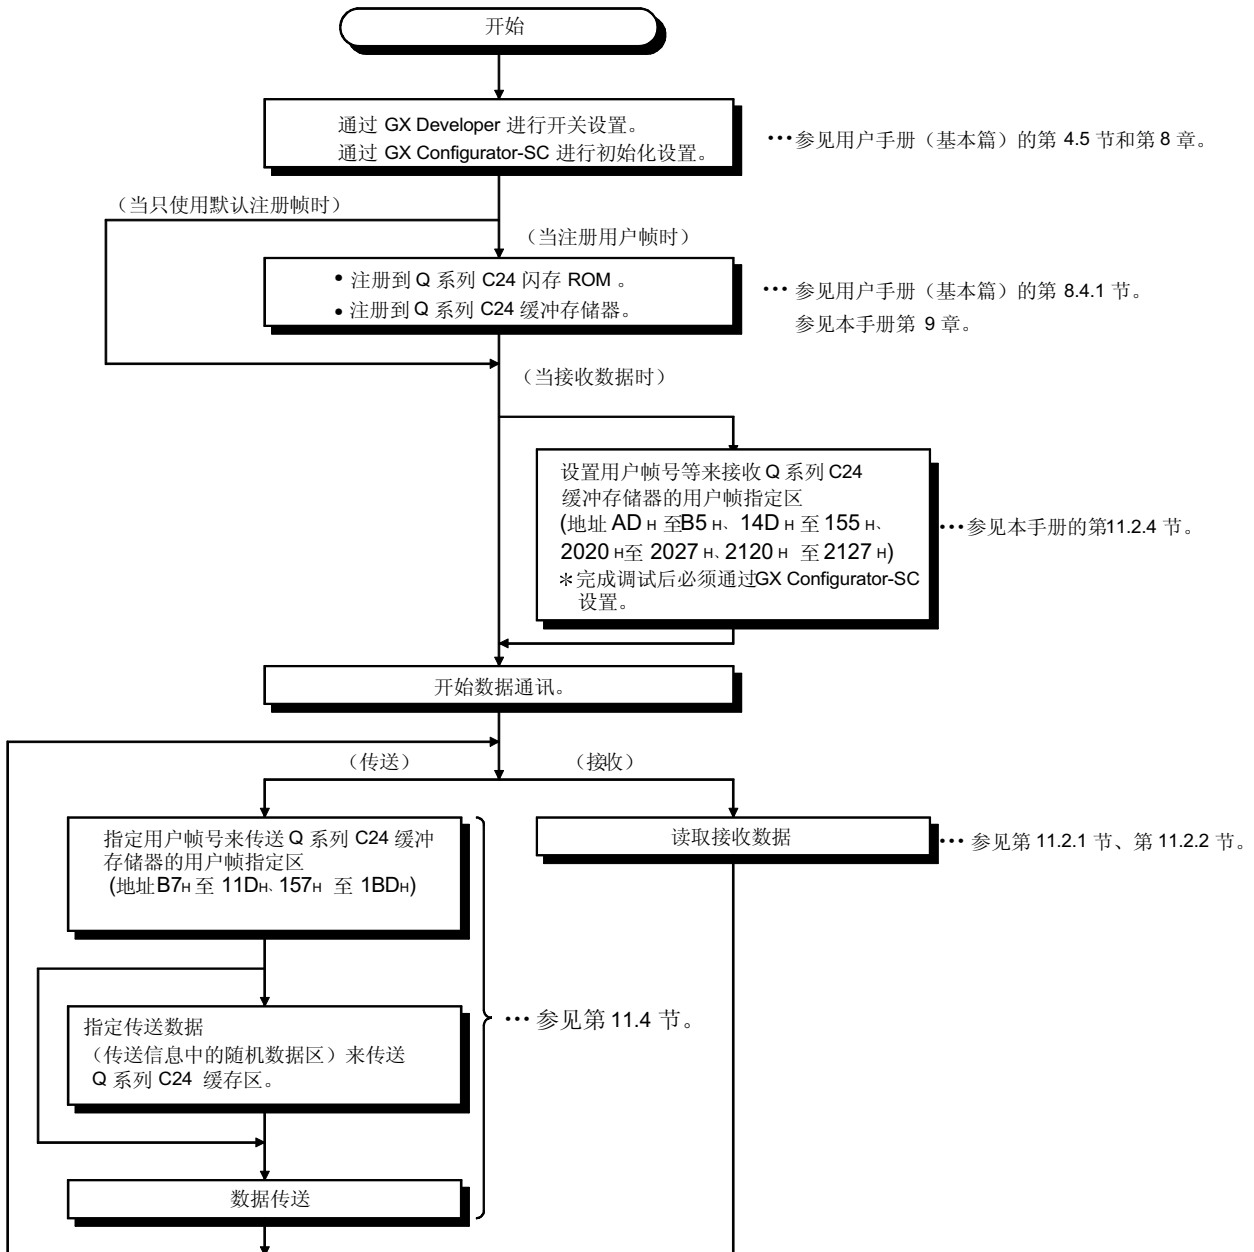 开始
通过 GX Developer 进行开关设置。
通过 GX Configurator-SC 进行初始化设置。
•••参见用户手册（基本篇）的第 4.5 节和第 8 章。
（当只使用默认注册帧时）
（当注册用户帧时）
• 注册到 Q 系列 C24 闪存 ROM 。
• 注册到 Q 系列 C24 缓冲存储器。
••• 参见用户手册（基本篇）的第 8.4.1 节。
参见本手册第 9 章。
（当接收数据时）
设置用户帧号等来接收 Q 系列 C24
缓冲存储器的用户帧指定区
(地址 AD H 至B5 H、14D H 至 155 H、
2020 H至 2027 H、2120 H 至 2127 H)
＊完成调试后必须通过GX Configurator-SC
设置。
•••参见本手册的第11.2.4 节。
开始数据通讯。
（传送）
（接收）
指定用户帧号来传送 Q 系列 C24 缓冲
存储器的用户帧指定区
(地址B7H 至 11DH、157H 至 1BDH)
读取接收数据
••• 参见第 11.2.1 节、第 11.2.2 节。
指定传送数据
（传送信息中的随机数据区）来传送
Q 系列 C24 缓存区。
••• 参见第 11.4 节。
数据传送